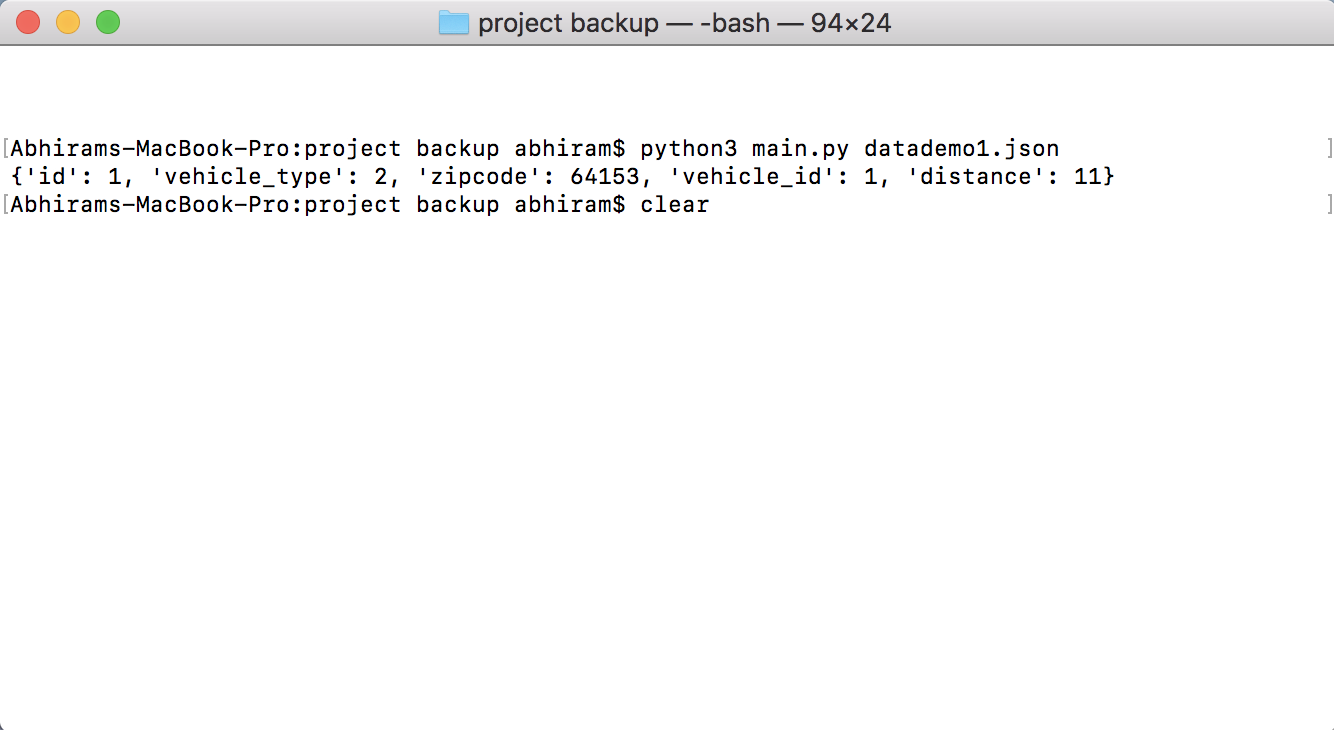 project backup — -bash — 94×24
[Abhirams-MacBook-Pro:project backup abhiram$ python3 main.py datademo1.json ]
{'id': 1, 'vehicle_type': 2, 'zipcode': 64153, 'vehicle_id': 1, 'distance': 11}
[Abhirams-MacBook-Pro:project backup abhiram$ clear ]